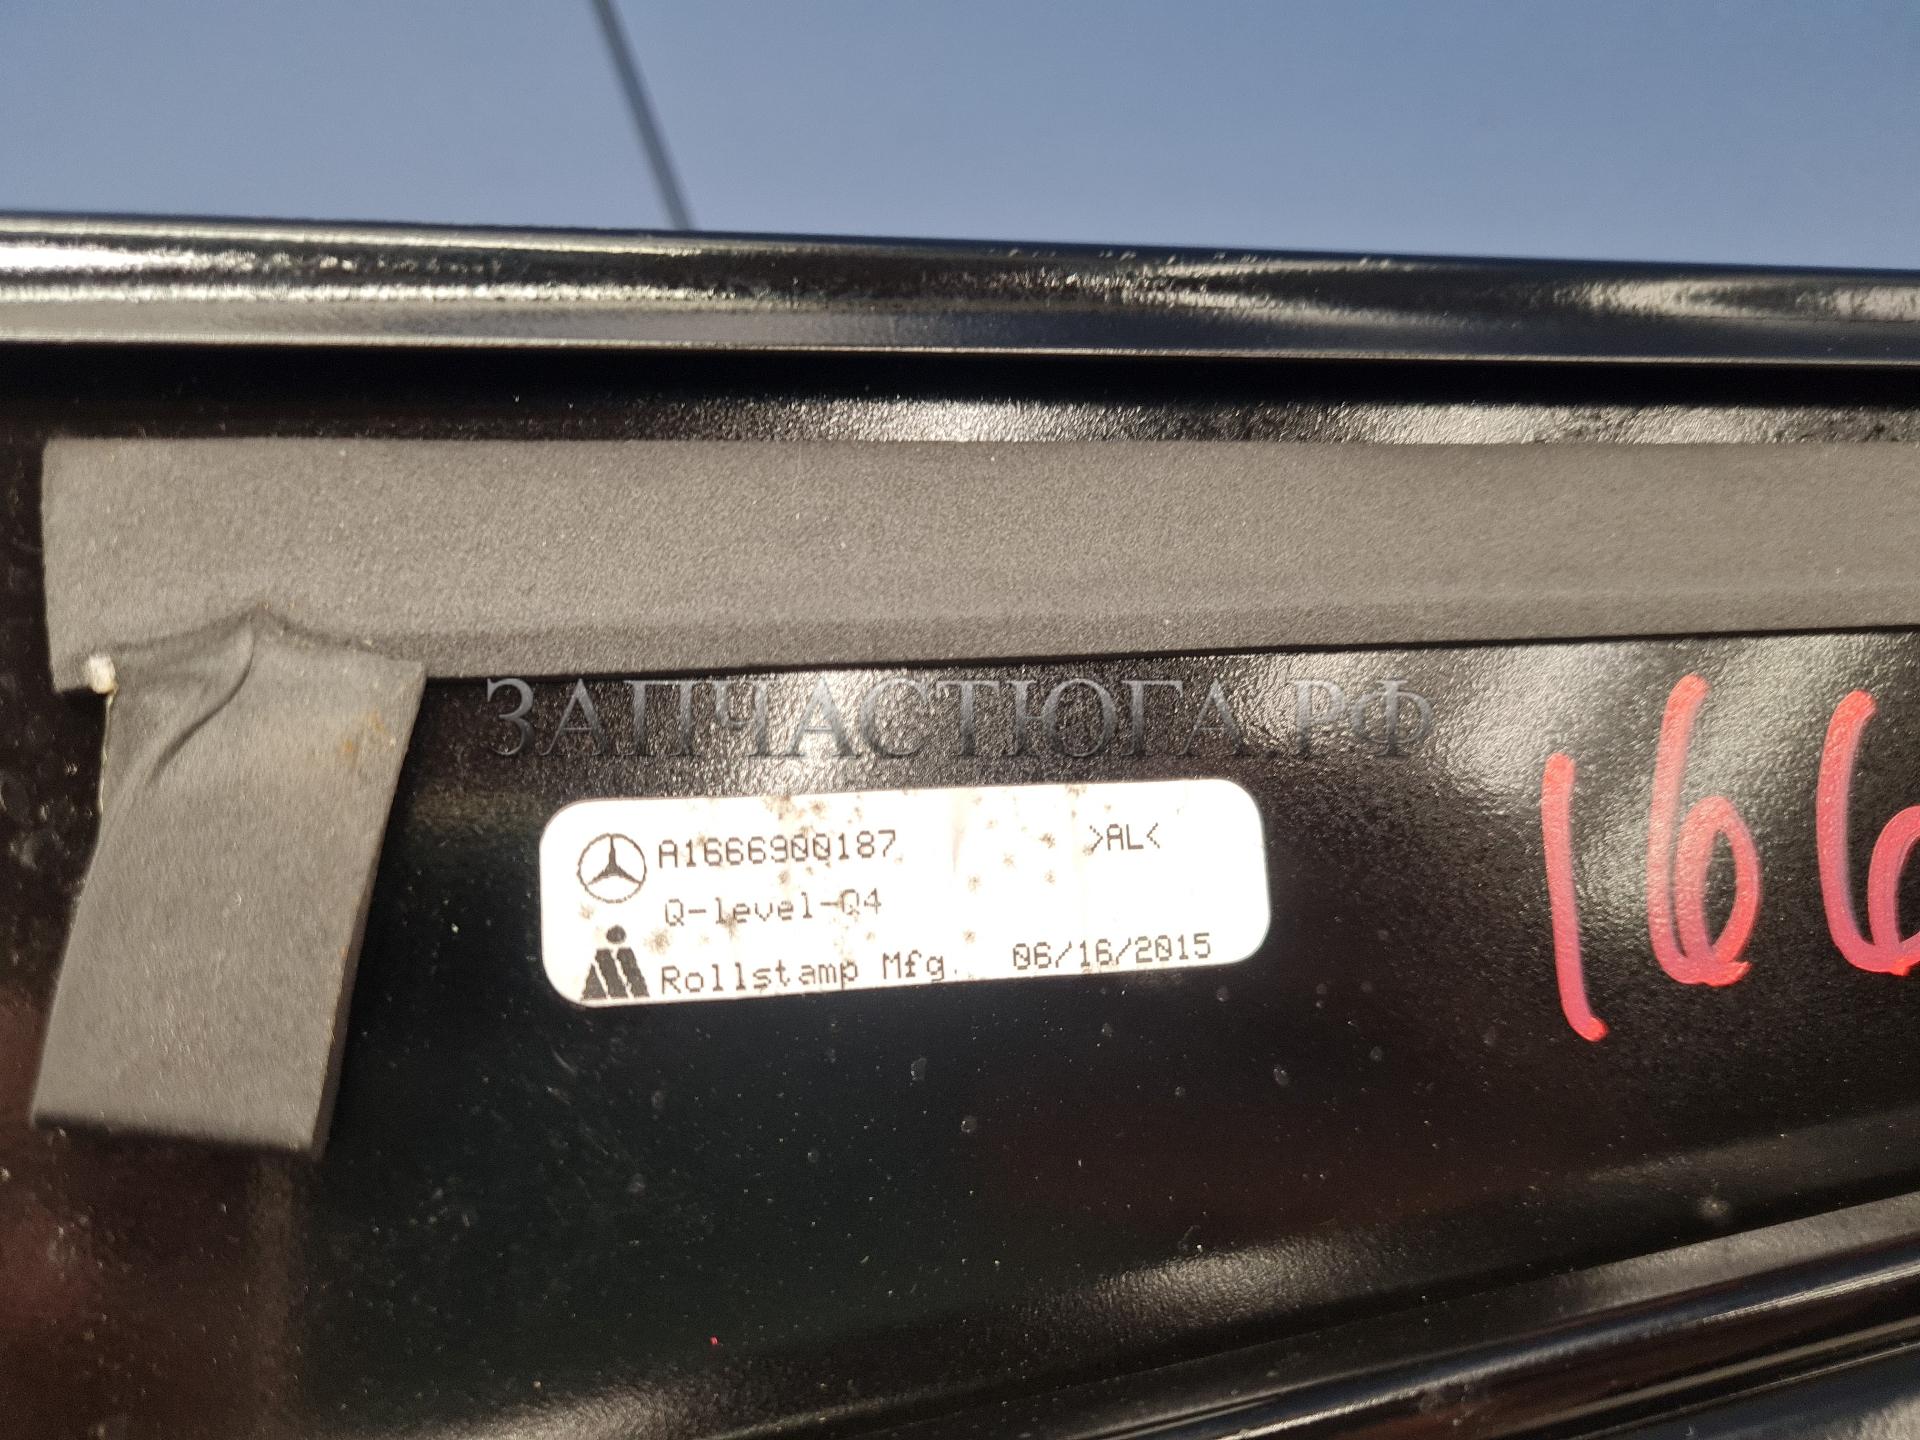 ЗАПЧАСТЮГА.РФ
A1666900187 >AL<
Q-level-Q4
Rollstamp Mfg. 06/16/2015
166